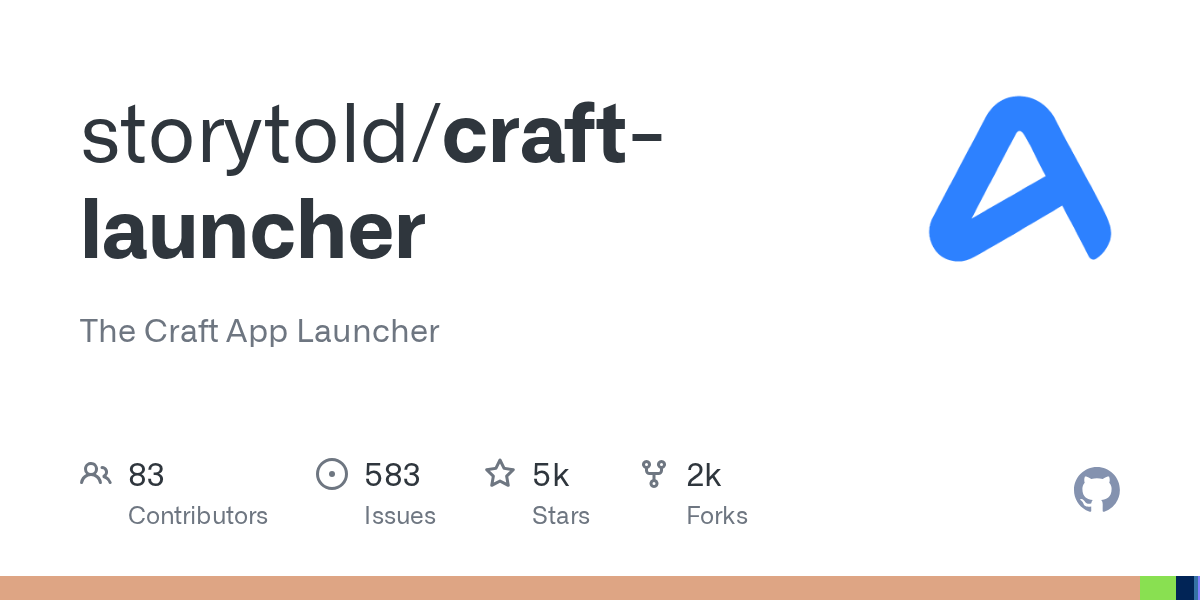 storytold/craft-
launcher
The Craft App Launcher
83 583 5k 2k
Contributors Issues Stars Forks